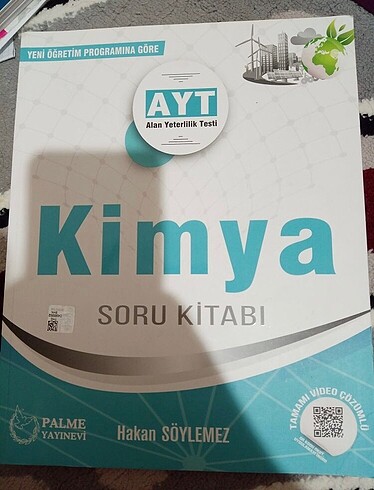 YENİ ÖĞRETİM PROGRAMINA GÖRE
AYT
Alan Yeterlilik Testi
Kimya
SORU KİTABI
TAMAMI VİDEO ÇÖZÜMLÜ
PALME
YAYINEVİ
Hakan SÖYLEMEZ